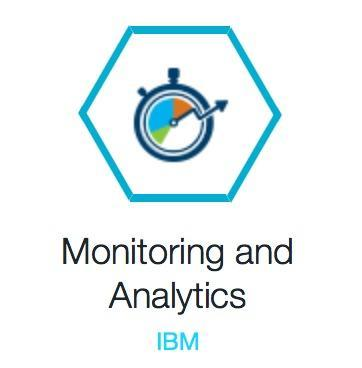 Monitoring and
Analytics
IBM